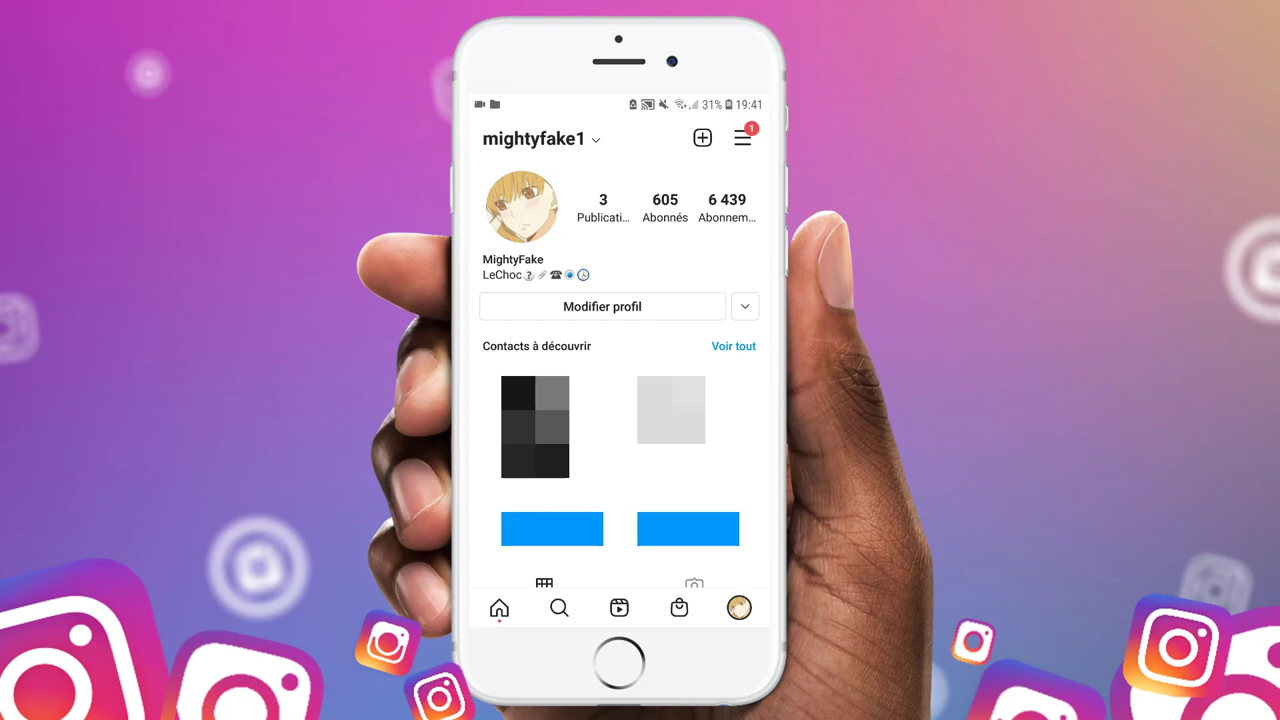 31% 19:41
mightyfake1
1
3 605 6 439
Publicati... Abonnés Abonnem...
MightyFake
LeChoc
Modifier profil
Contacts à découvrir Voir tout